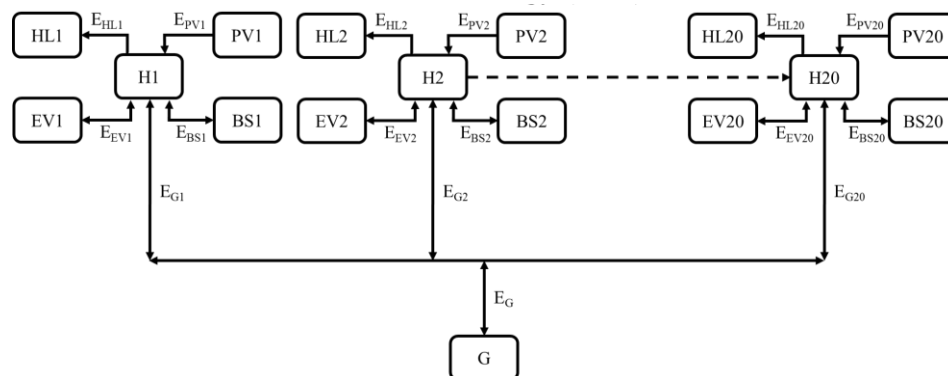 HL1 E_HL1 E_PV1 PV1 HL2 E_HL2 E_PV2 PV2 HL20 E_HL20 E_PV20 PV20
H1 H2 H20
EV1 E_EV1 E_BS1 BS1 EV2 E_EV2 E_BS2 BS2 EV20 E_EV20 E_BS20 BS20
E_G1 E_G2 E_G20
E_G
G